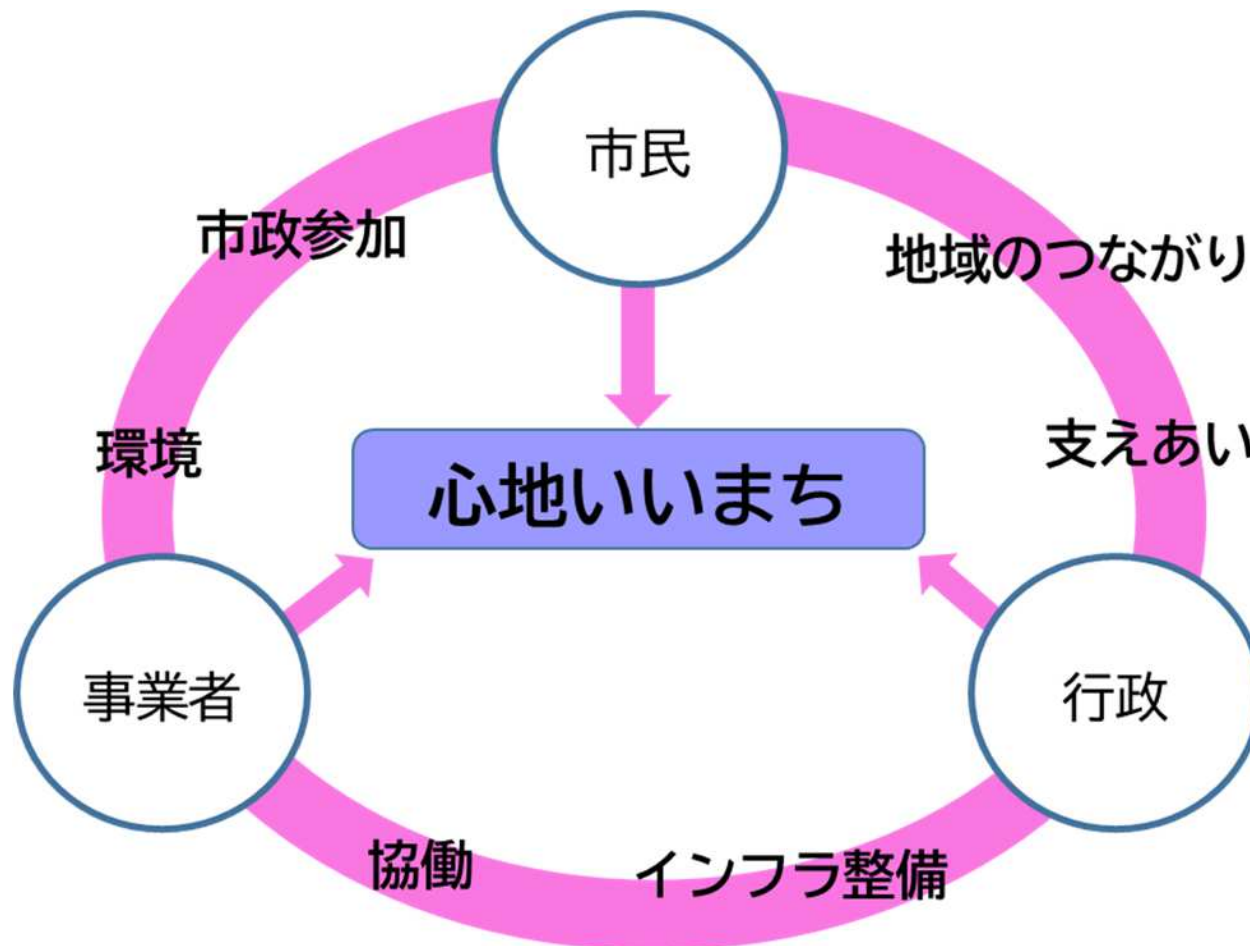 市民
市政参加
地域のつながり
環境
支えあい
心地いいまち
事業者
行政
協働
インフラ整備